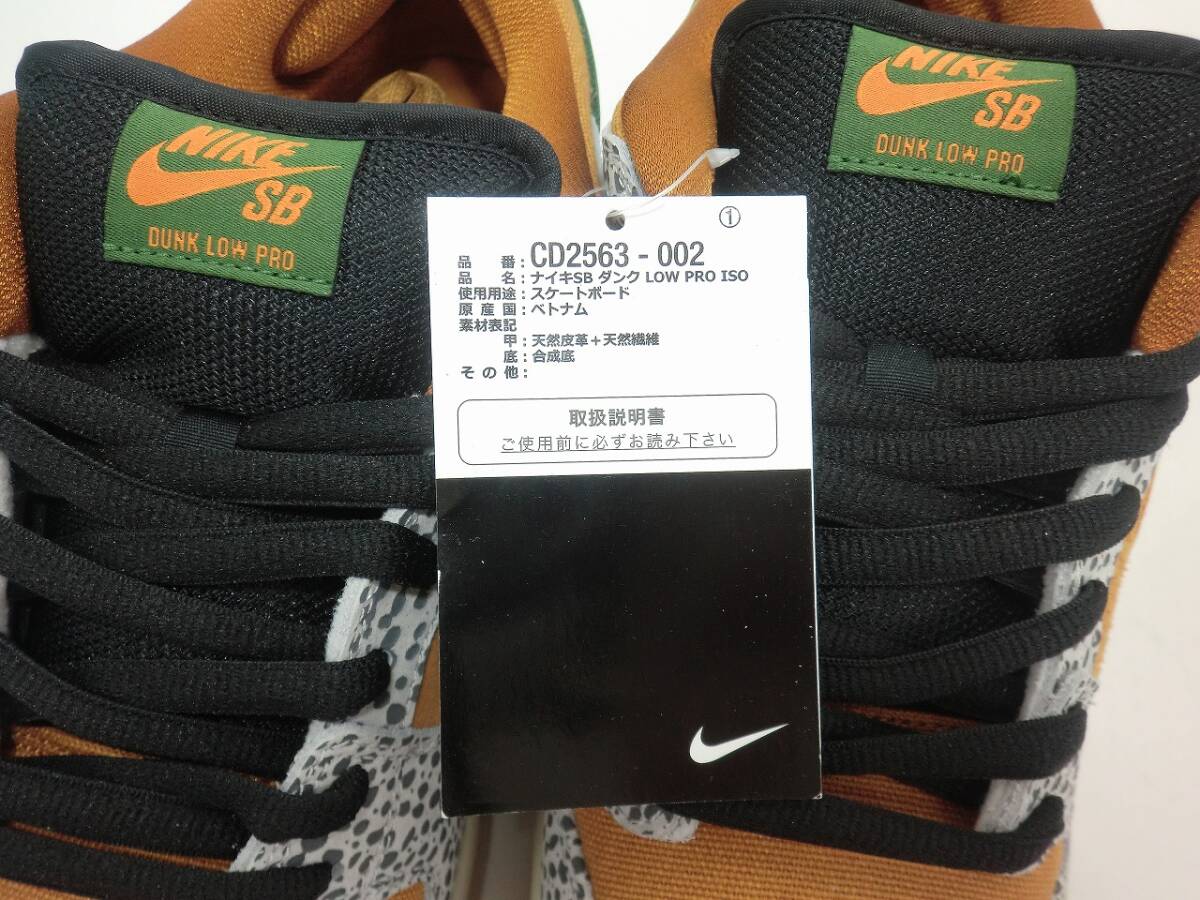 NIKE
SB
DUNK LOW PRO
NIKE
SB
DUNK LOW PRO
①
品 番：CD2563 - 002
品 名：ナイキSB ダンク LOW PRO ISO
使用用途：スケートボード
原 産 国：ベトナム
素材表記
甲：天然皮革＋天然繊維
底：合成底
そ の 他：
取扱説明書
ご使用前に必ずお読み下さい